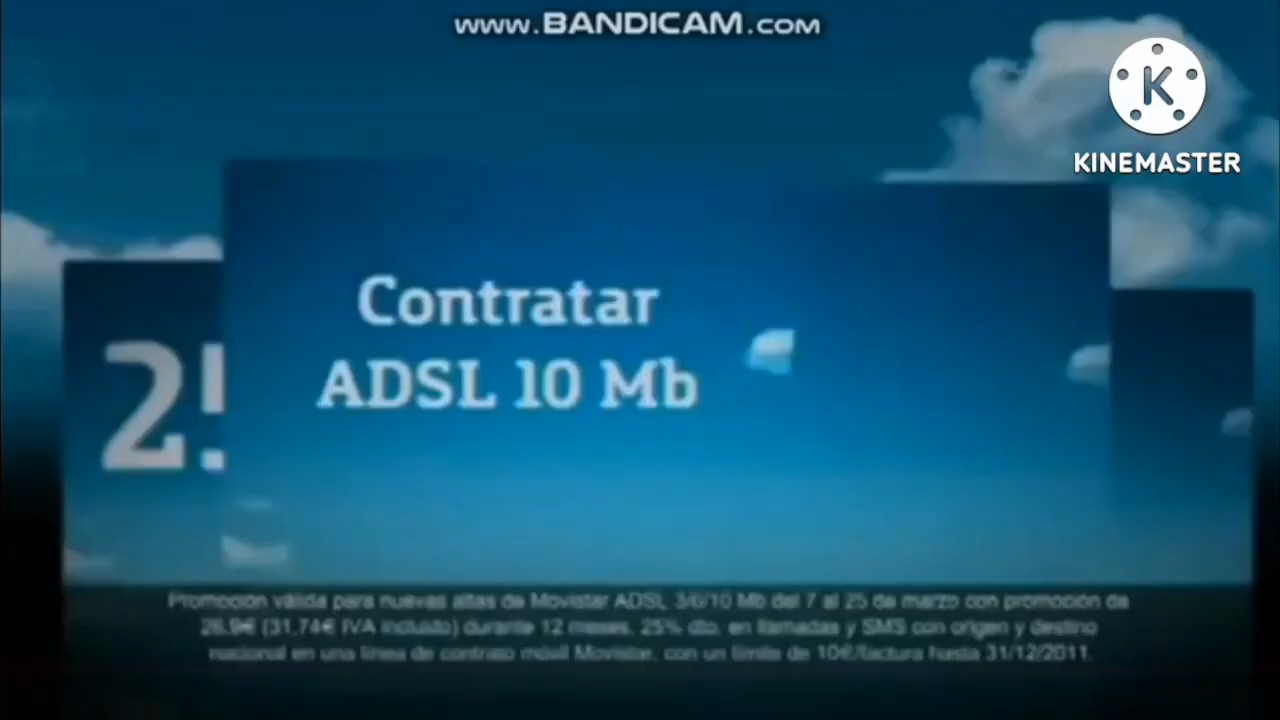 www.BANDICAM.com
K
KINEMASTER
Contratar
ADSL 10 Mb
2
Promoción válida para nuevas altas de Movistar ADSL 3/6/10 Mb del 7 al 25 de marzo con promoción de
26,9€ (31,74€ IVA incluido) durante 12 meses, 25% dto. en llamadas y SMS con origen y destino
nacional en una línea de contrato móvil Movistar, con un límite de 10€/factura hasta 31/12/2011.